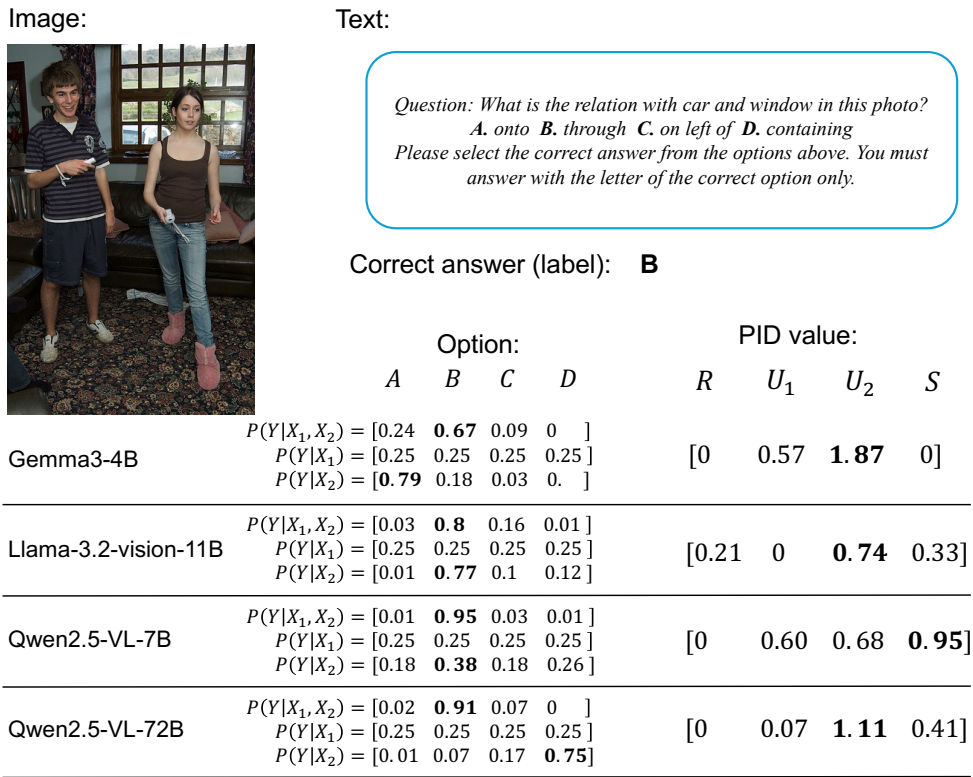 Image:
Text:
Question: What is the relation with car and window in this photo?
A. onto B. through C. on left of D. containing
Please select the correct answer from the options above. You must
answer with the letter of the correct option only.
Correct answer (label): B
Option:
PID value:
A B C D
R U₁ U₂ S
Gemma3-4B
P(Y|X₁, X₂) = [0.24 0.67 0.09 0 ]
P(Y|X₁) = [0.25 0.25 0.25 0.25 ]
P(Y|X₂) = [0.79 0.18 0.03 0. ]
[0 0.57 1.87 0]
Llama-3.2-vision-11B
P(Y|X₁, X₂) = [0.03 0.8 0.16 0.01 ]
P(Y|X₁) = [0.25 0.25 0.25 0.25 ]
P(Y|X₂) = [0.01 0.77 0.1 0.12 ]
[0.21 0 0.74 0.33]
Qwen2.5-VL-7B
P(Y|X₁, X₂) = [0.01 0.95 0.03 0.01 ]
P(Y|X₁) = [0.25 0.25 0.25 0.25 ]
P(Y|X₂) = [0.18 0.38 0.18 0.26 ]
[0 0.60 0.68 0.95]
Qwen2.5-VL-72B
P(Y|X₁, X₂) = [0.02 0.91 0.07 0 ]
P(Y|X₁) = [0.25 0.25 0.25 0.25 ]
P(Y|X₂) = [0.01 0.07 0.17 0.75]
[0 0.07 1.11 0.41]